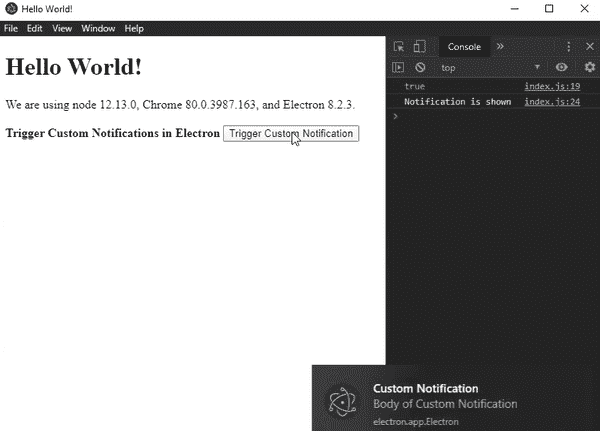 Hello World!
File Edit View Window Help
Hello World!
We are using node 12.13.0, Chrome 80.0.3987.163, and Electron 8.2.3.
Trigger Custom Notifications in Electron Trigger Custom Notification
Console »
top
true index.js:19
Notification is shown index.js:24
>
Custom Notification
Body of Custom Notification
electron.app.Electron